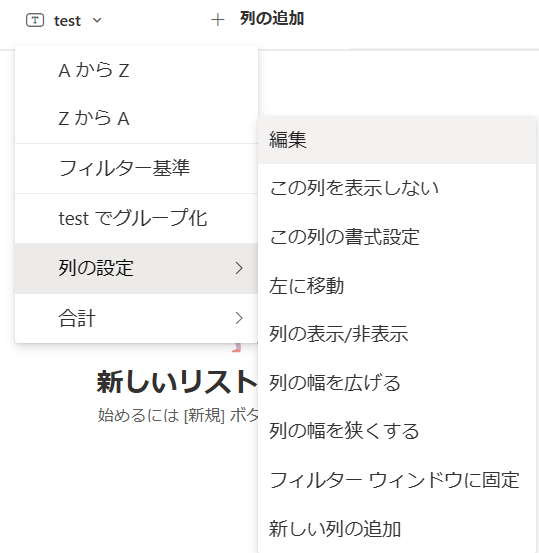 test
列の追加
A から Z
Z から A
フィルター基準
test でグループ化
列の設定
合計
編集
この列を表示しない
この列の書式設定
左に移動
列の表示/非表示
列の幅を広げる
列の幅を狭くする
フィルター ウィンドウに固定
新しい列の追加
新しいリスト
始めるには [新規] ボタ